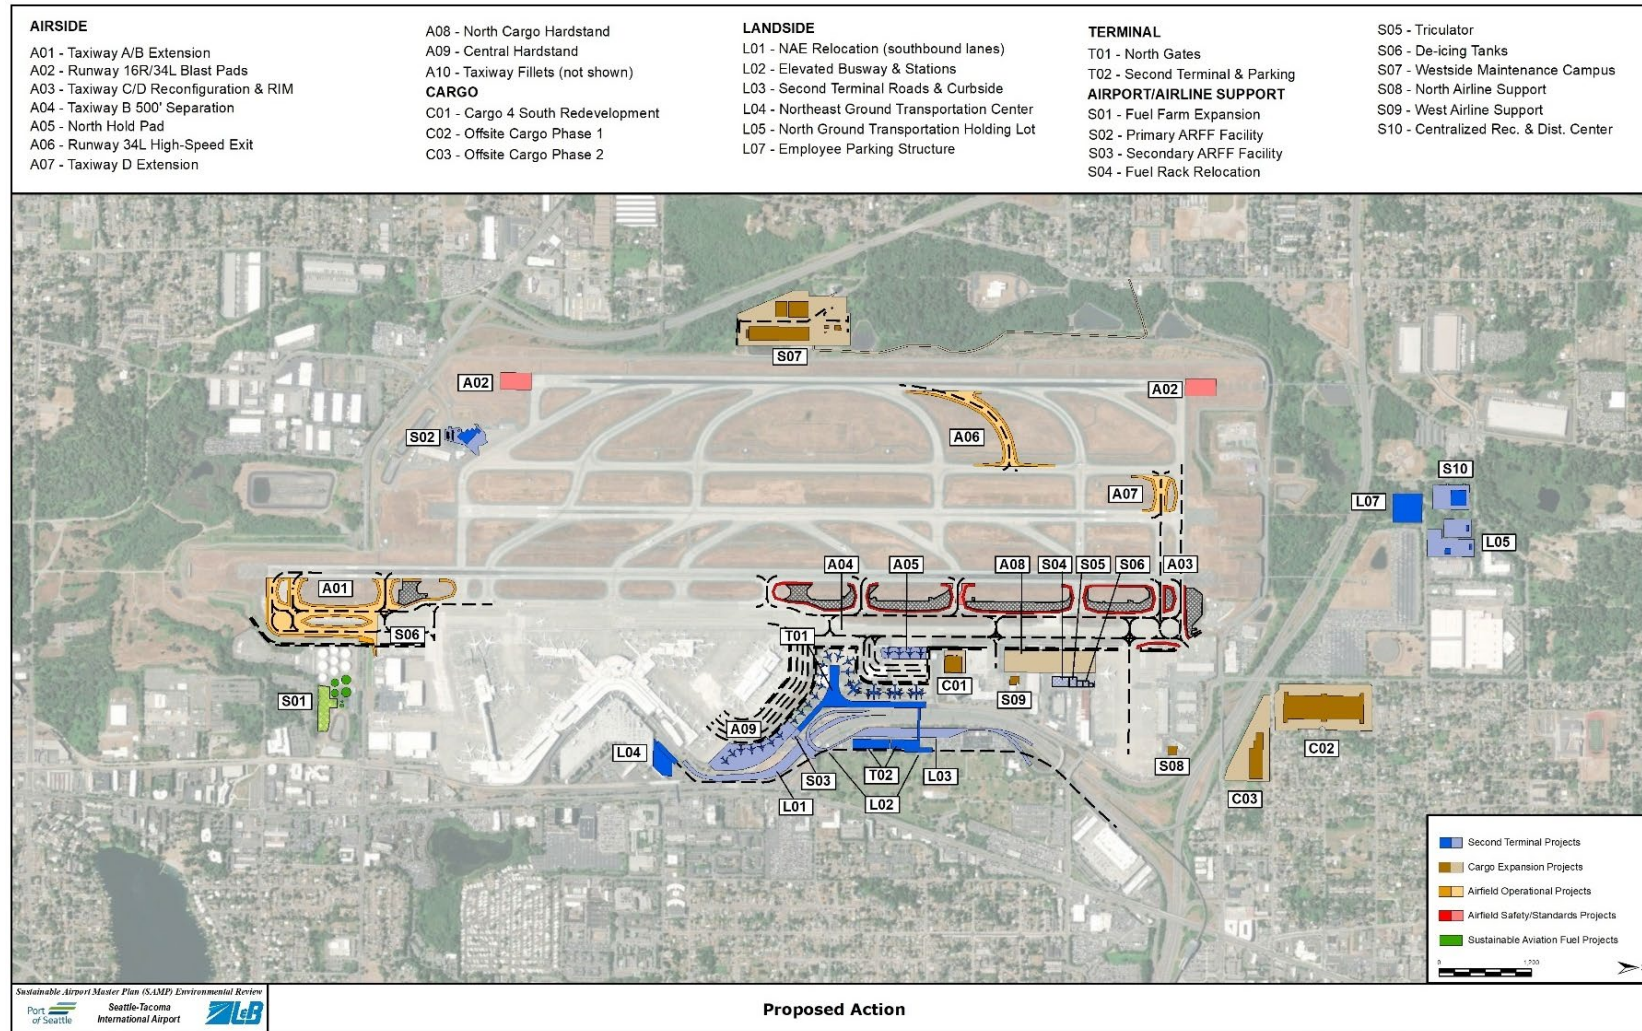 AIRSIDE
A01 - Taxiway A/B Extension
A02 - Runway 16R/34L Blast Pads
A03 - Taxiway C/D Reconfiguration & RIM
A04 - Taxiway B 500' Separation
A05 - North Hold Pad
A06 - Runway 34L High-Speed Exit
A07 - Taxiway D Extension
A08 - North Cargo Hardstand
A09 - Central Hardstand
A10 - Taxiway Fillets (not shown)
CARGO
C01 - Cargo 4 South Redevelopment
C02 - Offsite Cargo Phase 1
C03 - Offsite Cargo Phase 2
LANDSIDE
L01 - NAE Relocation (southbound lanes)
L02 - Elevated Busway & Stations
L03 - Second Terminal Roads & Curbside
L04 - Northeast Ground Transportation Center
L05 - North Ground Transportation Holding Lot
L07 - Employee Parking Structure
TERMINAL
T01 - North Gates
T02 - Second Terminal & Parking
AIRPORT/AIRLINE SUPPORT
S01 - Fuel Farm Expansion
S02 - Primary ARFF Facility
S03 - Secondary ARFF Facility
S04 - Fuel Rack Relocation
S05 - Triculator
S06 - De-icing Tanks
S07 - Westside Maintenance Campus
S08 - North Airline Support
S09 - West Airline Support
S10 - Centralized Rec. & Dist. Center
S07
A02
A02
S02
A06
S10
A07
L07
L05
A04
A05
A08
S04
S05
S06
A03
A01
S06
T01
C01
S09
S01
A09
L04
C02
S08
S03
T02
L03
L01
L02
C03
Second Terminal Projects
Cargo Expansion Projects
Airfield Operational Projects
Airfield Safety/Standards Projects
Sustainable Aviation Fuel Projects
0 1,200
Sustainable Airport Master Plan (SAMP) Environmental Review
Port of Seattle
Seattle-Tacoma
International Airport
L&B
Proposed Action